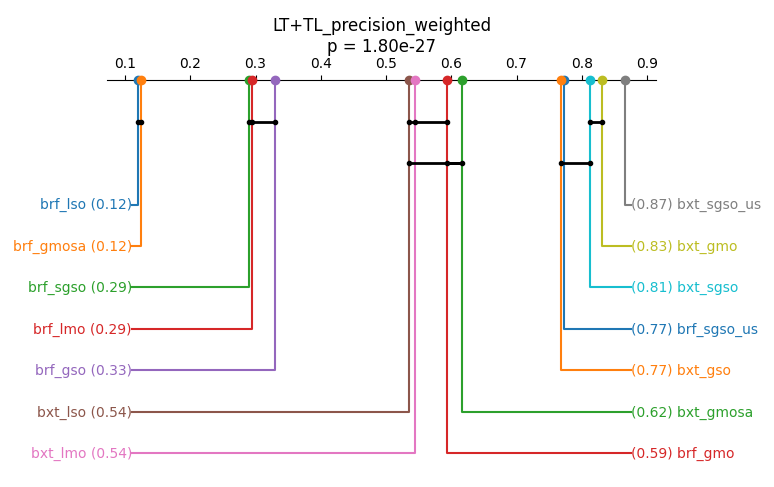 LT+TL_precision_weighted
p = 1.80e-27
0.1 0.2 0.3 0.4 0.5 0.6 0.7 0.8 0.9
brf_lso (0.12) (0.87) bxt_sgso_us
brf_gmosa (0.12) (0.83) bxt_gmo
brf_sgso (0.29) (0.81) bxt_sgso
brf_lmo (0.29) (0.77) brf_sgso_us
brf_gso (0.33) (0.77) bxt_gso
bxt_lso (0.54) (0.62) bxt_gmosa
bxt_lmo (0.54) (0.59) brf_gmo